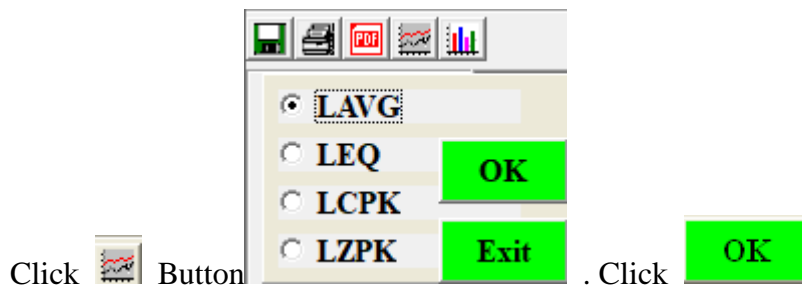 PDF
LAVG
LEQ
OK
LCPK
LZPK Exit
Click Button . Click OK